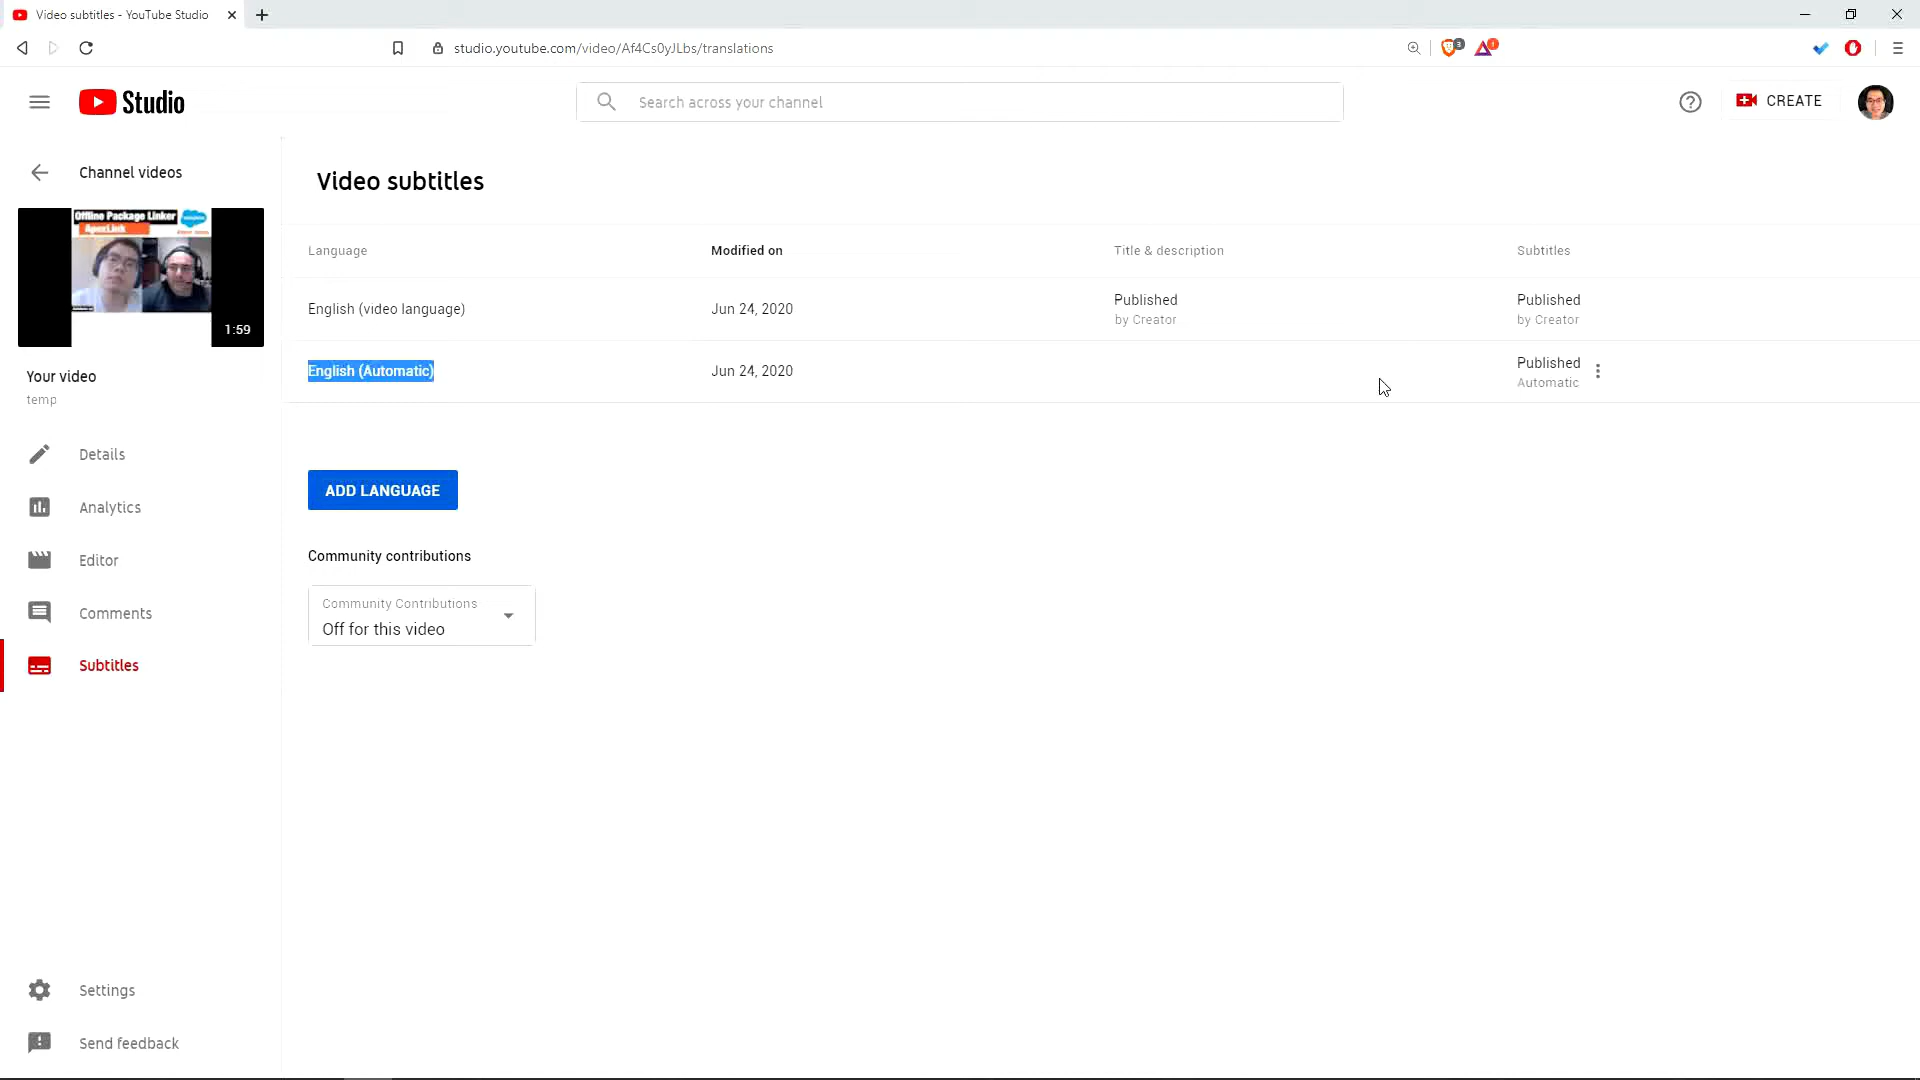 Video subtitles - YouTube Studio
studio.youtube.com/video/Af4Cs0yJLbs/translations
3
1
Studio
Search across your channel
CREATE
Channel videos
Offline Package Linker
ApexLink
1:59
Your video
temp
Details
Analytics
Editor
Comments
Subtitles
Settings
Send feedback
Video subtitles
Language Modified on Title & description Subtitles
English (video language) Jun 24, 2020 Published Published
by Creator by Creator
English (Automatic) Jun 24, 2020 Published
Automatic
ADD LANGUAGE
Community contributions
Community Contributions
Off for this video